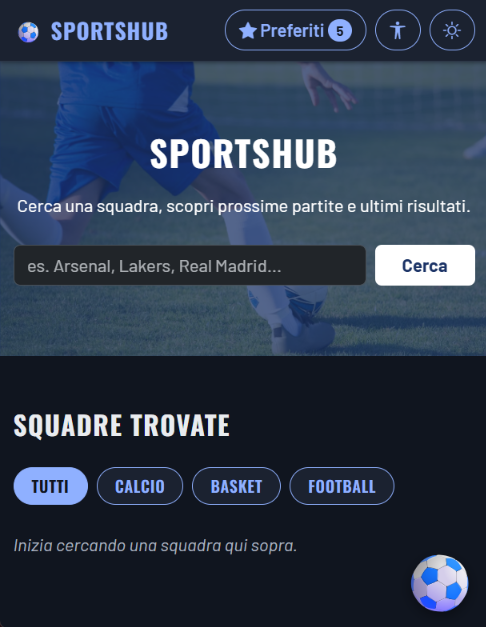 SPORTSHUB
Preferiti 5
SPORTSHUB
Cerca una squadra, scopri prossime partite e ultimi risultati.
es. Arsenal, Lakers, Real Madrid...
Cerca
SQUADRE TROVATE
TUTTI
CALCIO
BASKET
FOOTBALL
Inizia cercando una squadra qui sopra.